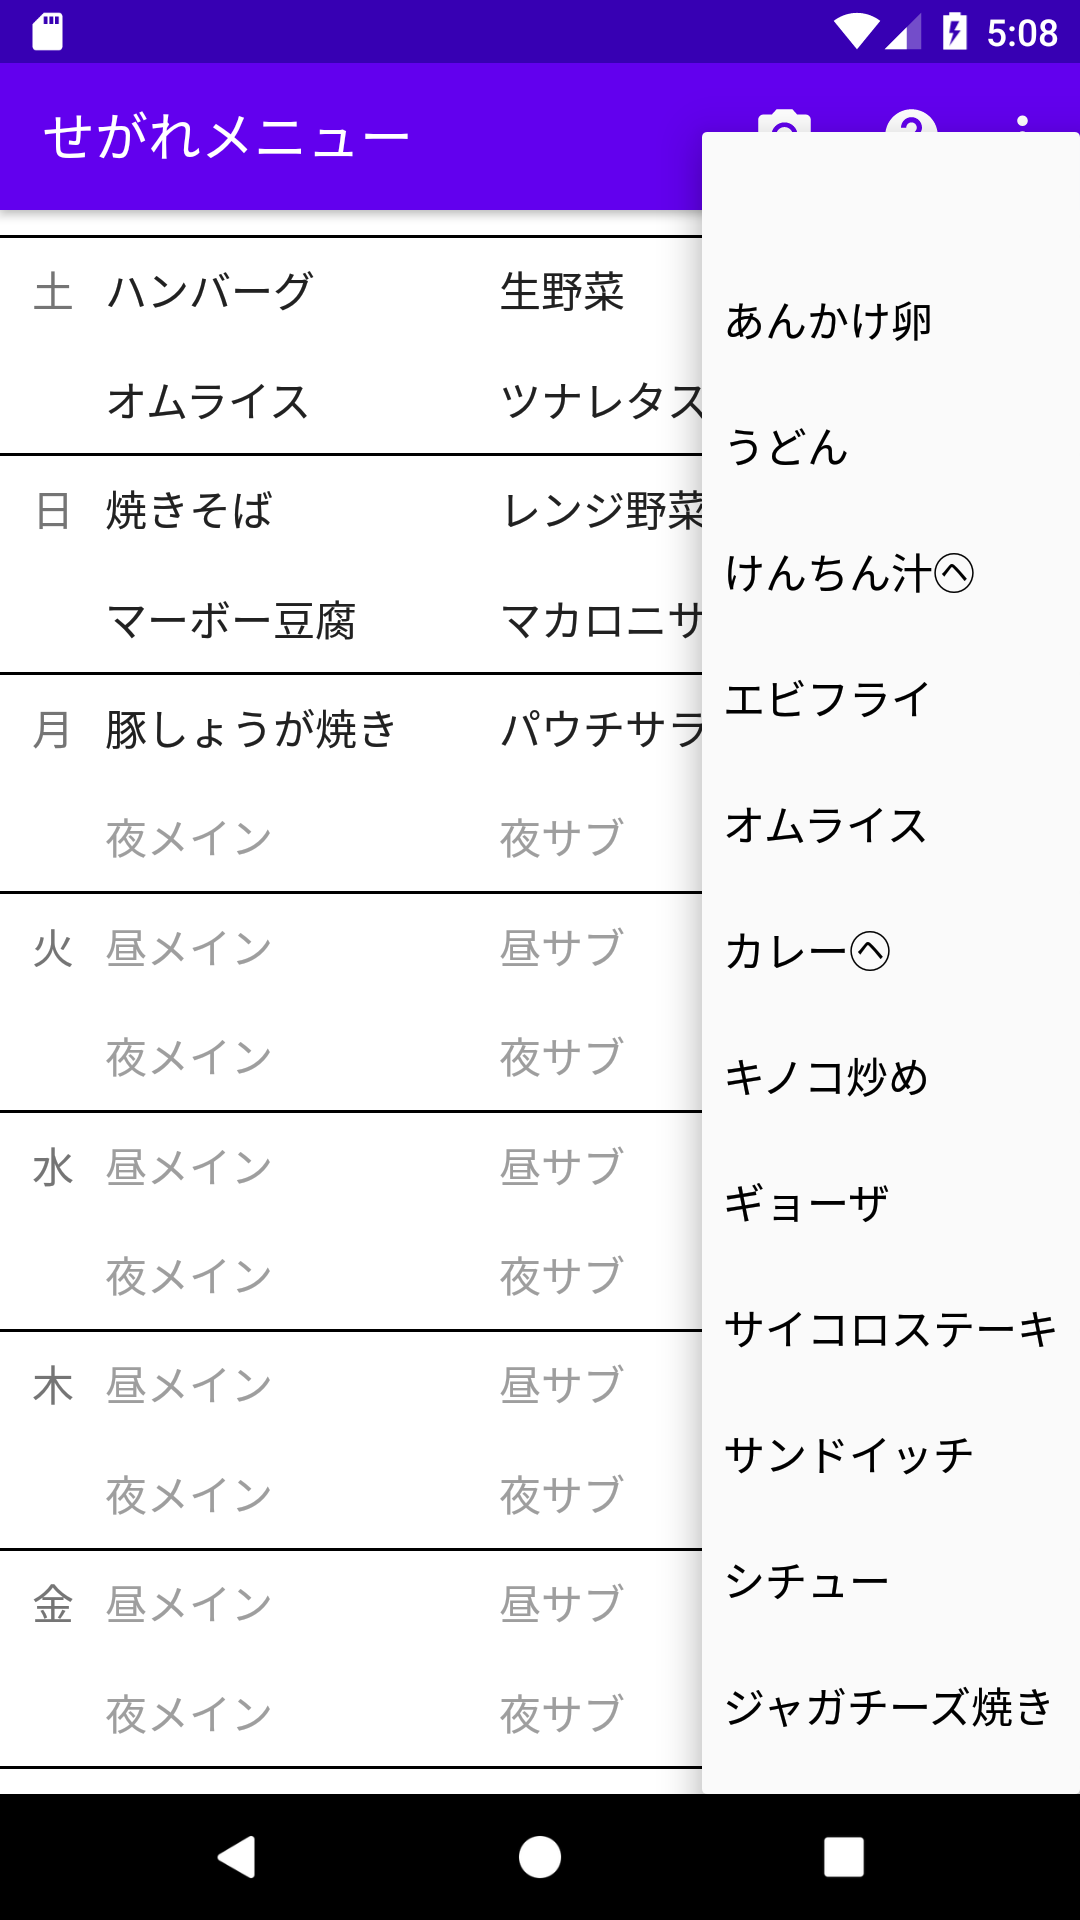 5:08
せがれメニュー
土 ハンバーグ 生野菜
オムライス ツナレタス
日 焼きそば レンジ野菜
マーボー豆腐 マカロニサ
月 豚しょうが焼き パウチサラ
夜メイン 夜サブ
火 昼メイン 昼サブ
夜メイン 夜サブ
水 昼メイン 昼サブ
夜メイン 夜サブ
木 昼メイン 昼サブ
夜メイン 夜サブ
金 昼メイン 昼サブ
夜メイン 夜サブ
あんかけ卵
うどん
けんちん汁㋬
エビフライ
オムライス
カレー㋬
キノコ炒め
ギョーザ
サイコロステーキ
サンドイッチ
シチュー
ジャガチーズ焼き